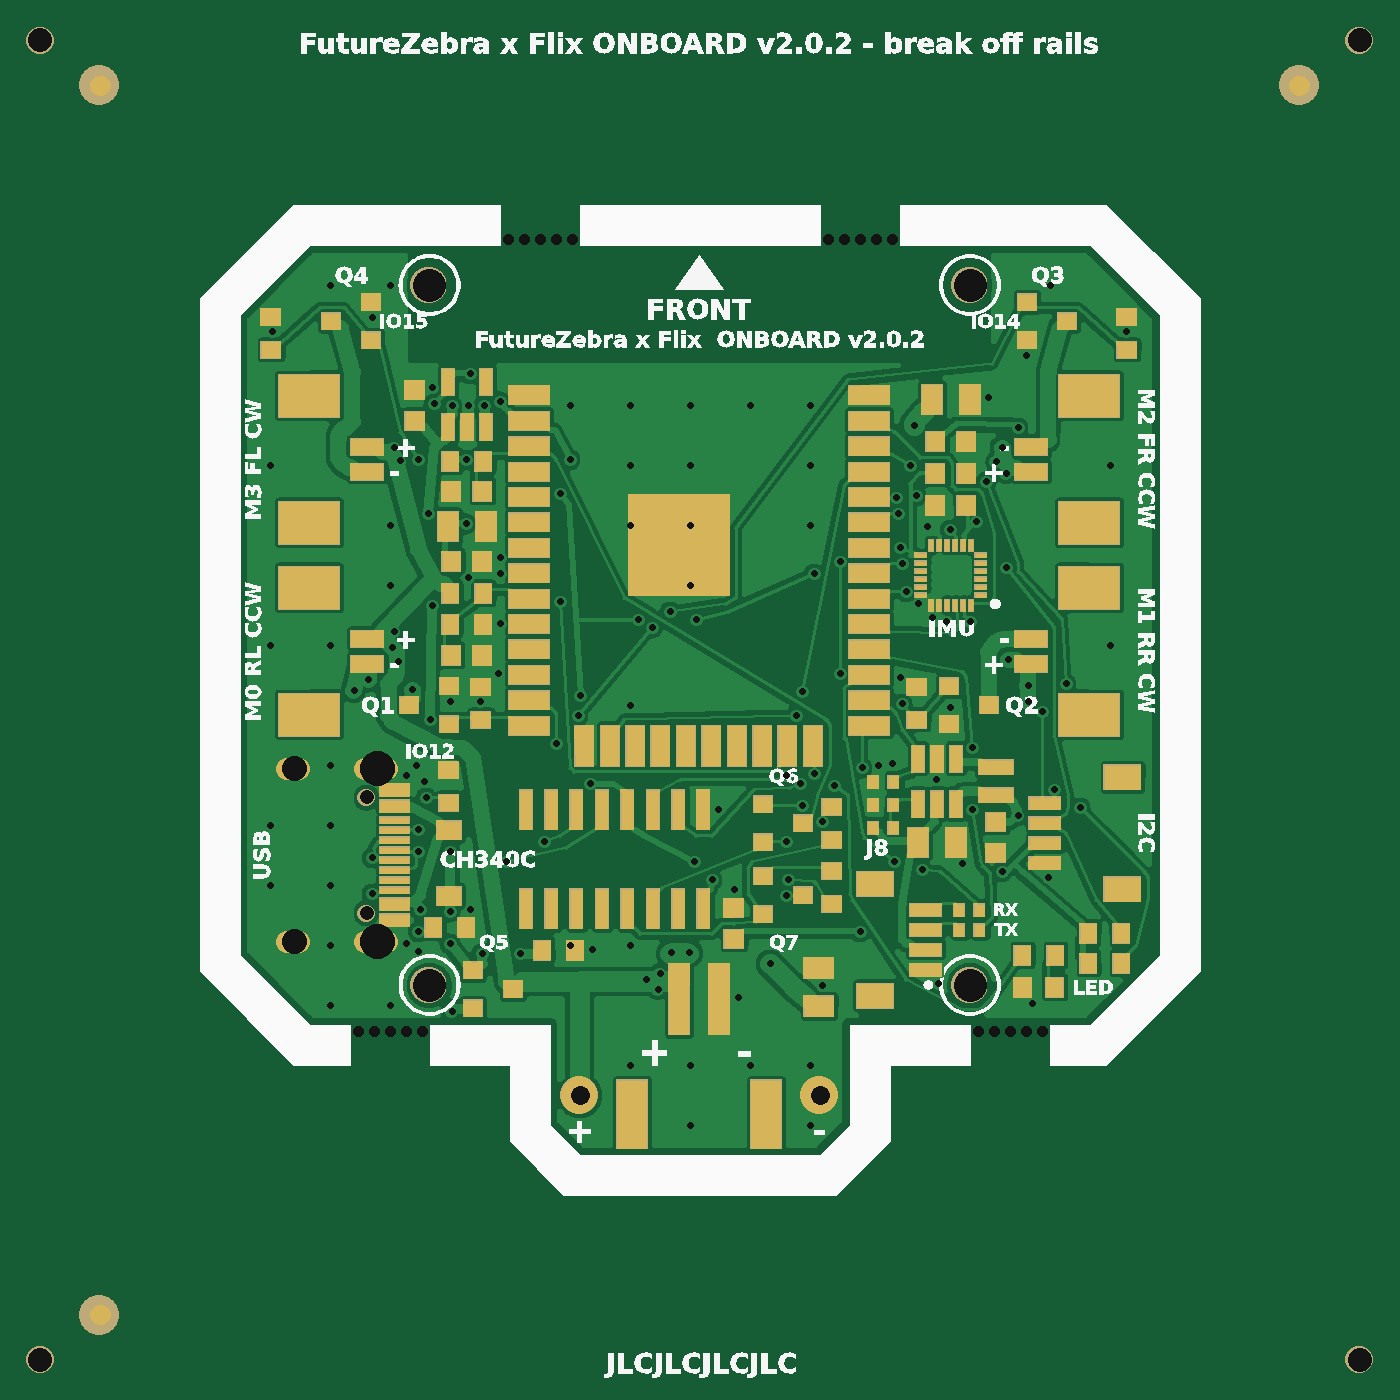 FutureZebra x Flix ONBOARD v2.0.2 - break off rails
Q4
Q3
IO15
FRONT
IO14
FutureZebra x Flix ONBOARD v2.0.2
M3 FL CW
+
-
-
+
M2 FR CCW
M0 RL CCW
+
-
IMU
-
+
M1 RR CW
Q1
Q2
IO12
Q6
USB
CH340C
J8
I2C
RX
TX
Q5
Q7
LED
+
-
+
-
JLCJLCJLCJLC